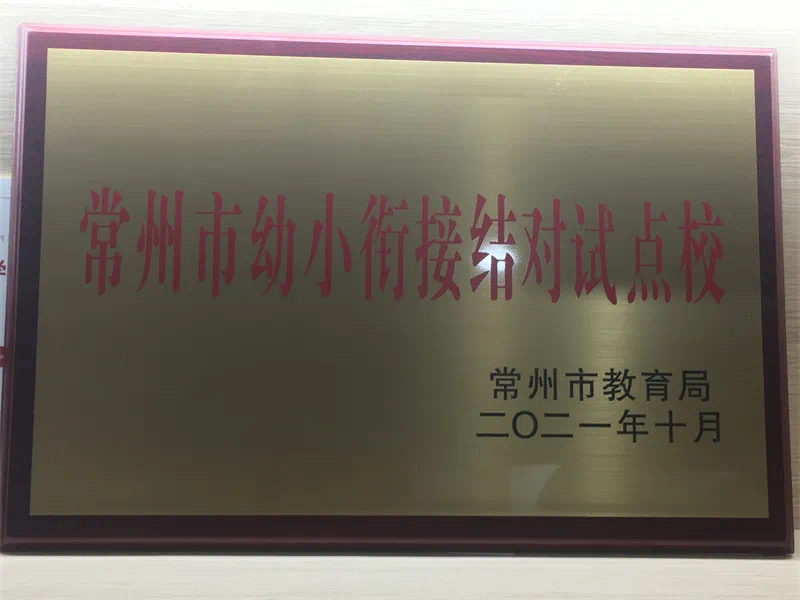 常州市幼小衔接结对试点校
常州市教育局
二〇二一年十月
学